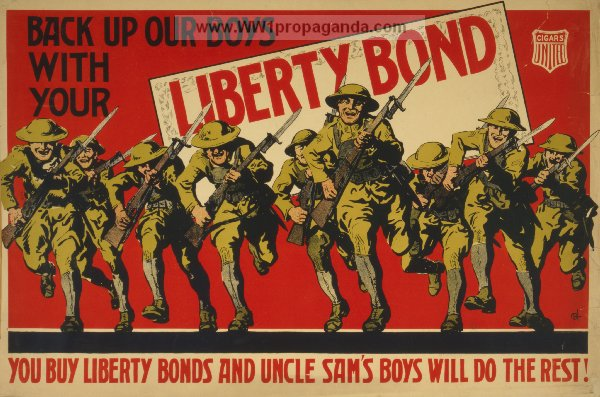 www.WW1propaganda.com
BACK UP OUR BOYS
WITH
YOUR
LIBERTY BOND
CIGARS
UNITED
YOU BUY LIBERTY BONDS AND UNCLE SAM'S BOYS WILL DO THE REST!